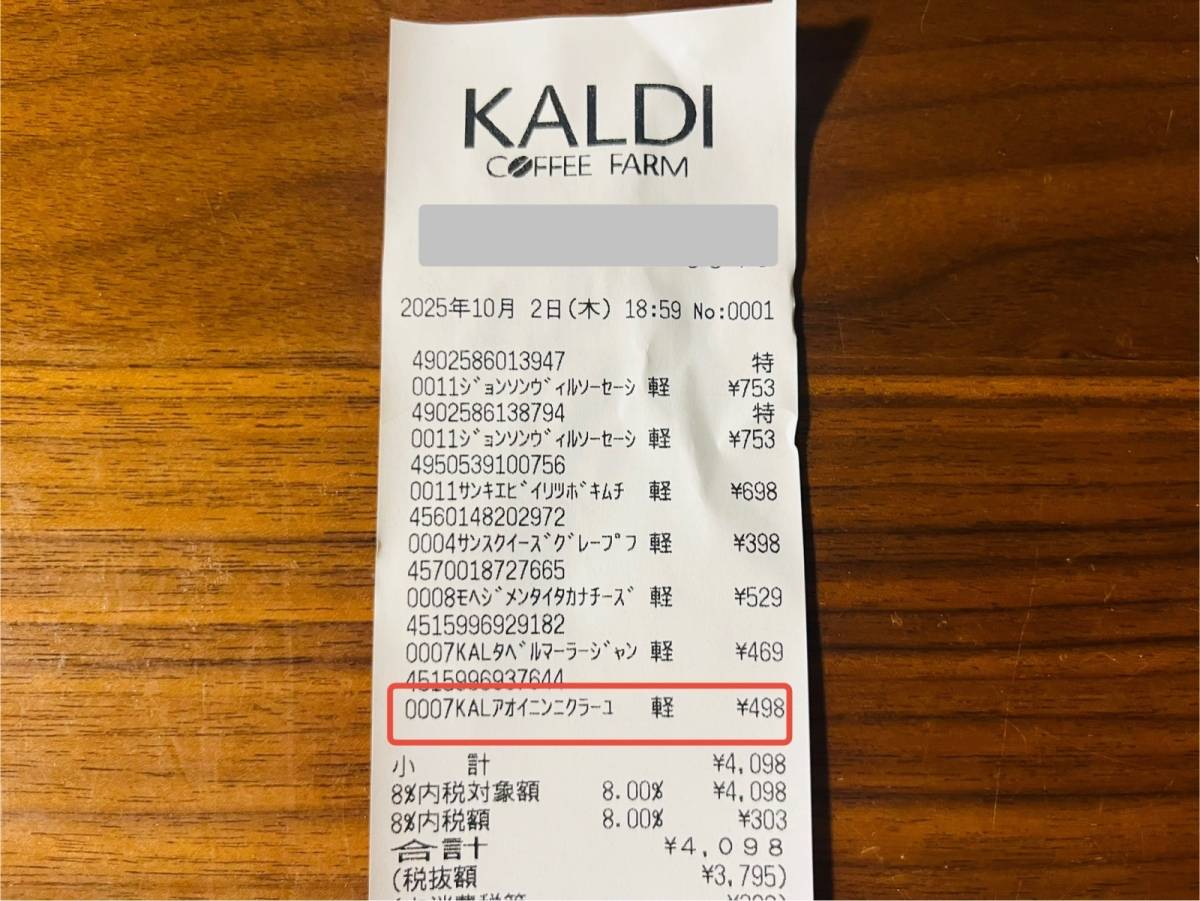 KALDI
COFFEE FARM
2025年10月 2日(木) 18:59 No:0001
4902586013947 特
0011ジョンソンヴィルソーセーシ 軽 ¥753
4902586138794 特
0011ジョンソンヴィルソーセーシ 軽 ¥753
4950539100756
0011サンキエビイリツボキムチ 軽 ¥698
4560148202972
0004サンスクイーズグレープフ 軽 ¥398
4570018727665
0008モヘジメンタイタカナチーズ 軽 ¥529
4515996929182
0007KALタベルマーラージャン 軽 ¥469
4515996937644
0007KALアオイニンニクラーユ 軽 ¥498
小 計 ¥4,098
8%内税対象額 8.00% ¥4,098
8%内税額 8.00% ¥303
合計 ¥4,098
(税抜額 ¥3,795)